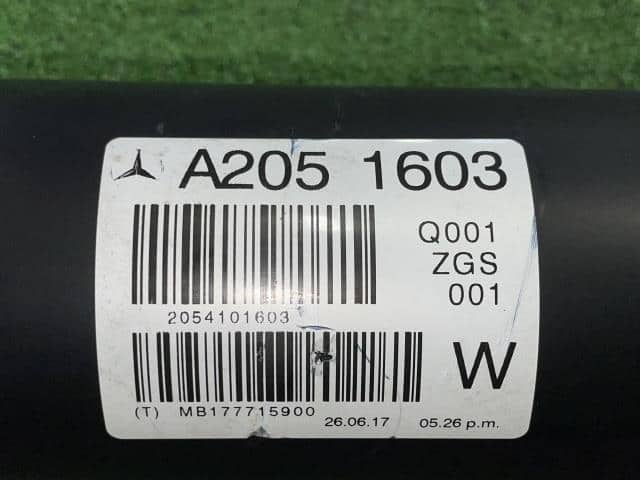 A205 1603
Q001
ZGS
001
2054101603
W
(T) MB177715900
26.06.17 05.26 p.m.